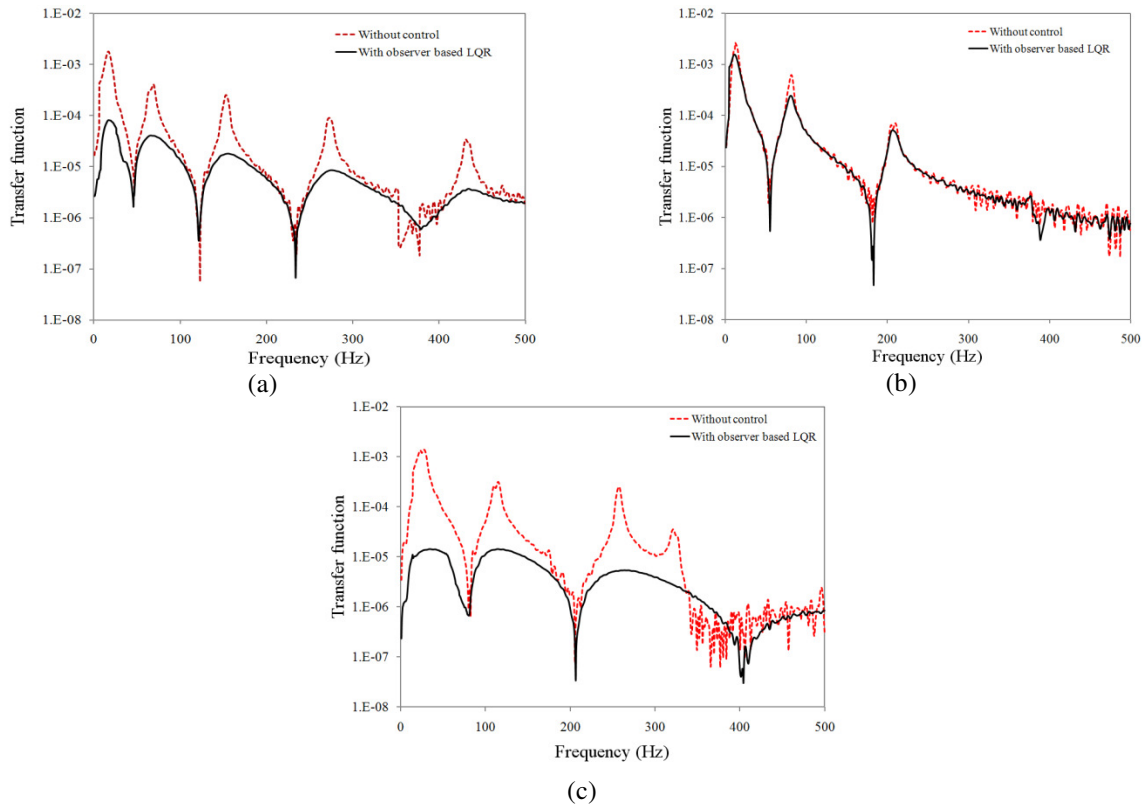 1.E-02
1.E-03
1.E-04
1.E-05
1.E-06
1.E-07
1.E-08
Transfer function
Without control
With observer based LQR
0 100 200 300 400 500
Frequency (Hz)
(a)
1.E-02
1.E-03
1.E-04
1.E-05
1.E-06
1.E-07
1.E-08
Transfer function
Without control
With observer based LQR
0 100 200 300 400 500
Frequency (Hz)
(b)
1.E-02
1.E-03
1.E-04
1.E-05
1.E-06
1.E-07
1.E-08
Transfer function
Without control
With observer based LQR
0 100 200 300 400 500
Frequency (Hz)
(c)